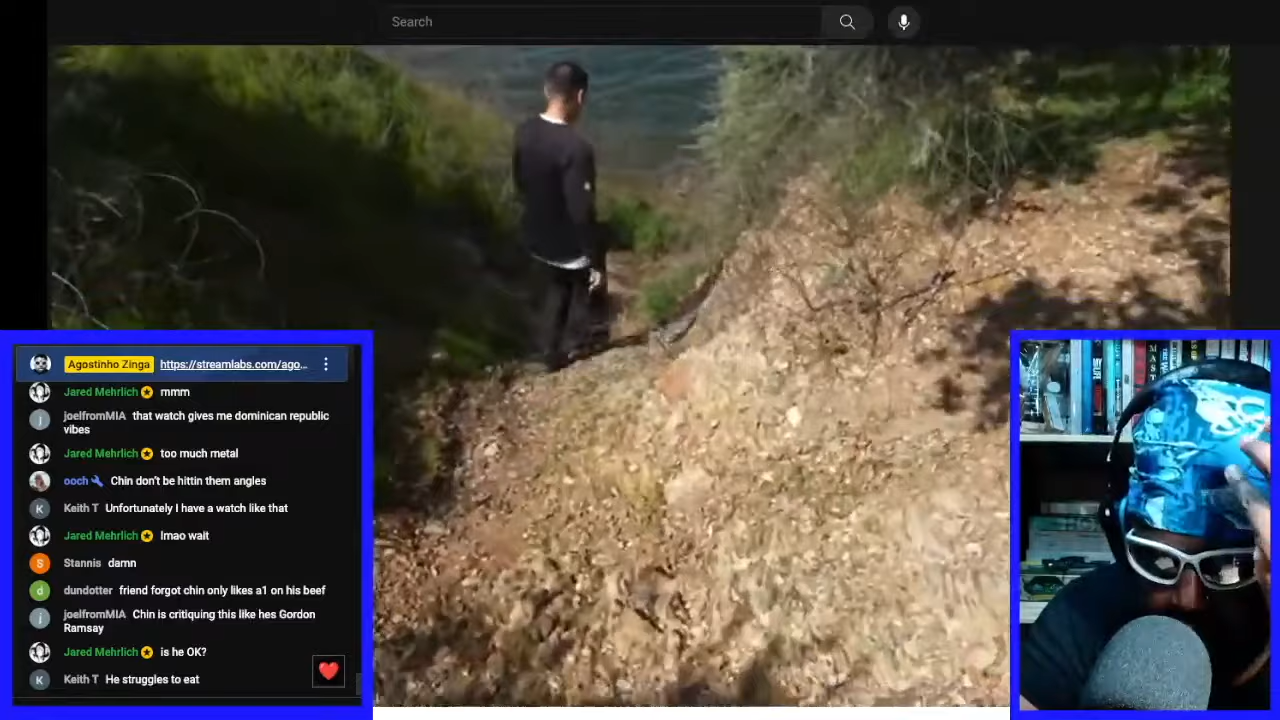 Search
Agostinho Zinga https://streamlabs.com/ago...
Jared Mehrlich mmm
joelfromMIA that watch gives me dominican republic
vibes
Jared Mehrlich too much metal
ooch Chin don't be hittin them angles
Keith T Unfortunately I have a watch like that
Jared Mehrlich lmao wait
Stannis damn
dundotter friend forgot chin only likes a1 on his beef
joelfromMIA Chin is critiquing this like hes Gordon
Ramsay
Jared Mehrlich is he OK?
Keith T He struggles to eat